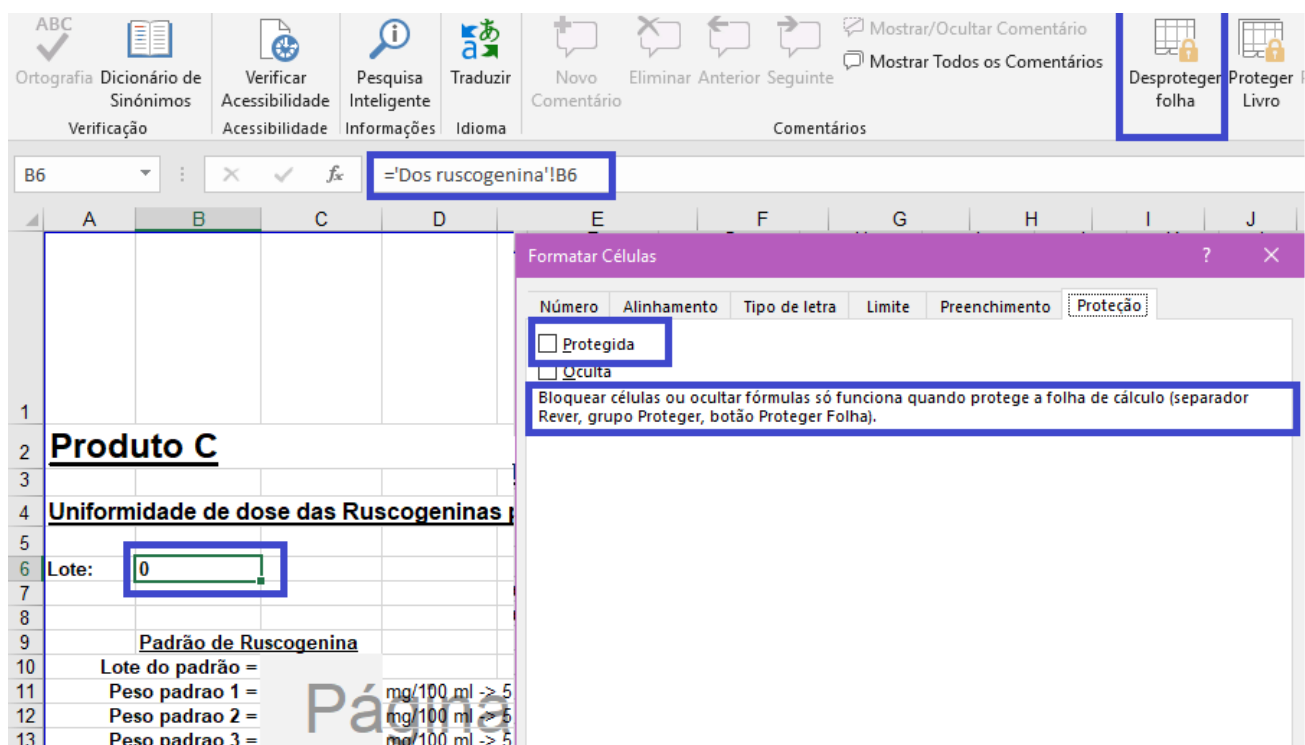 ABC
Ortografia Dicionário de Sinónimos
Verificar Acessibilidade
Pesquisa Inteligente
Traduzir
Novo Comentário
Eliminar Anterior Seguinte
Mostrar/Ocultar Comentário
Mostrar Todos os Comentários
Desproteger folha
Proteger Livro
Verificação Acessibilidade Informações Idioma Comentários
B6 fx ='Dos ruscogenina'!B6
A B C D E F G H I J
Formatar Células ? ×
Número Alinhamento Tipo de letra Limite Preenchimento Proteção
Protegida
Oculta
Bloquear células ou ocultar fórmulas só funciona quando protege a folha de cálculo (separador
Rever, grupo Proteger, botão Proteger Folha).
1
2 Produto C
3
4 Uniformidade de dose das Ruscogeninas
5
6 Lote: 0
7
8
9 Padrão de Ruscogenina
10 Lote do padrão =
11 Peso padrao 1 = mg/100 ml -> 5
12 Peso padrao 2 = mg/100 ml -> 5
13 Peso padrao 3 = mg/100 ml -> 5
Página